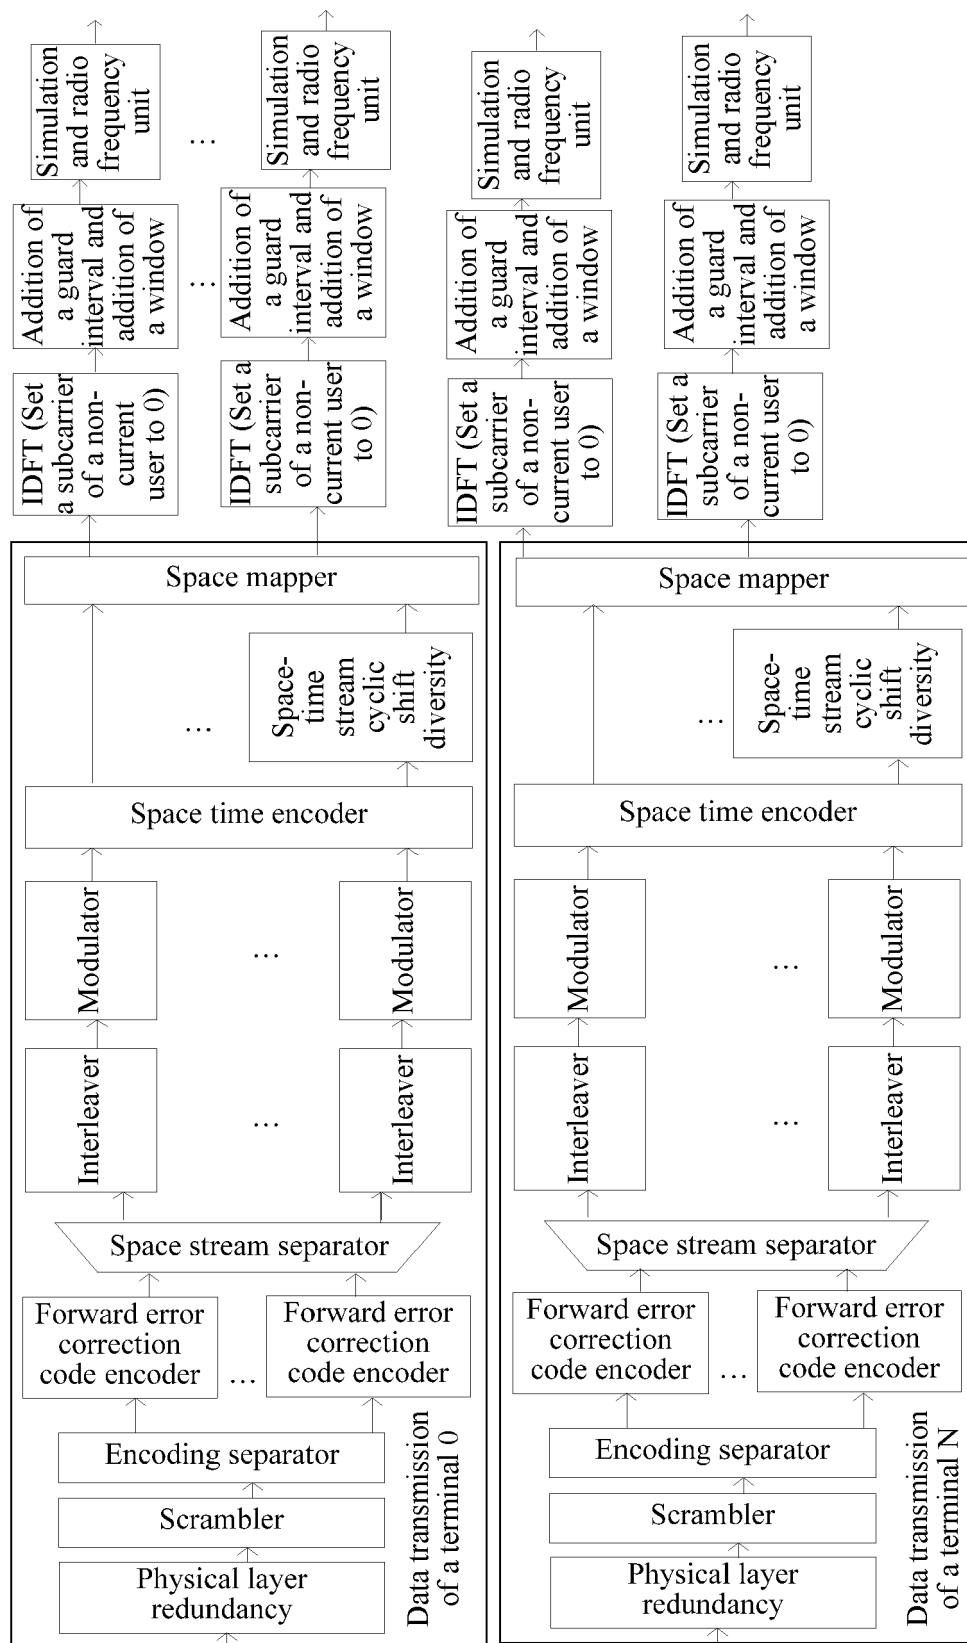 Simulation
and radio
frequency
unit
...
Simulation
and radio
frequency
unit
Simulation
and radio
frequency
unit
Simulation
and radio
frequency
unit
Addition of
a guard
interval and
addition of
a window
...
Addition of
a guard
interval and
addition of
a window
Addition of
a guard
interval and
addition of
a window
Addition of
a guard
interval and
addition of
a window
IDFT (Set
a subcarrier
of a non-
current
user to 0)
IDFT (Set a
subcarrier
of a non-
current user
to 0)
IDFT (Set a
subcarrier
of a non-
current user
to 0)
IDFT (Set a
subcarrier
of a non-
current user
to 0)
Space mapper
Space mapper
...
Space-
time
stream
cyclic
shift
diversity
...
Space-
time
stream
cyclic
shift
diversity
Space time encoder
Space time encoder
Modulator
...
Modulator
Modulator
...
Modulator
Interleaver
...
Interleaver
Interleaver
...
Interleaver
Space stream separator
Space stream separator
Forward error
correction
code encoder
...
Forward error
correction
code encoder
Forward error
correction
code encoder
...
Forward error
correction
code encoder
Encoding separator
Encoding separator
Scrambler
Scrambler
Physical layer
redundancy
Physical layer
redundancy
Data transmission
of a terminal 0
Data transmission
of a terminal N